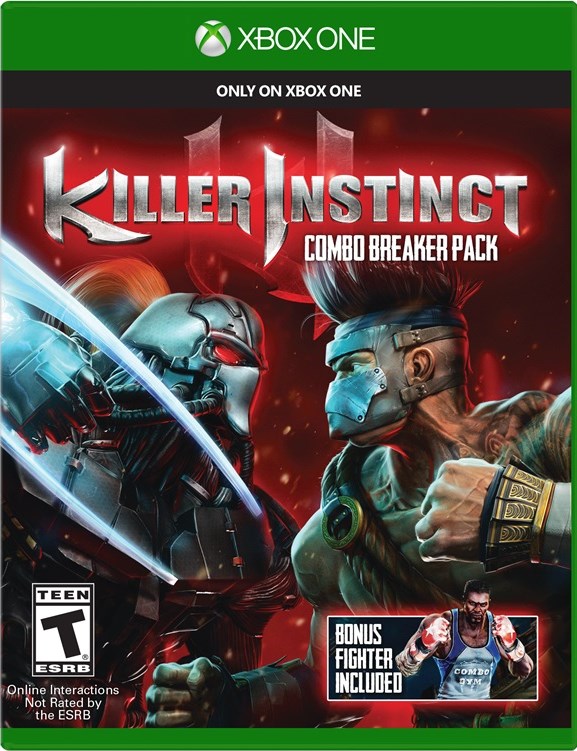 XBOX ONE
ONLY ON XBOX ONE
KILLER INSTINCT
COMBO BREAKER PACK
TEEN
T
®
ESRB
Online Interactions
Not Rated by
the ESRB
BONUS
FIGHTER
INCLUDED
COMBO
GYM